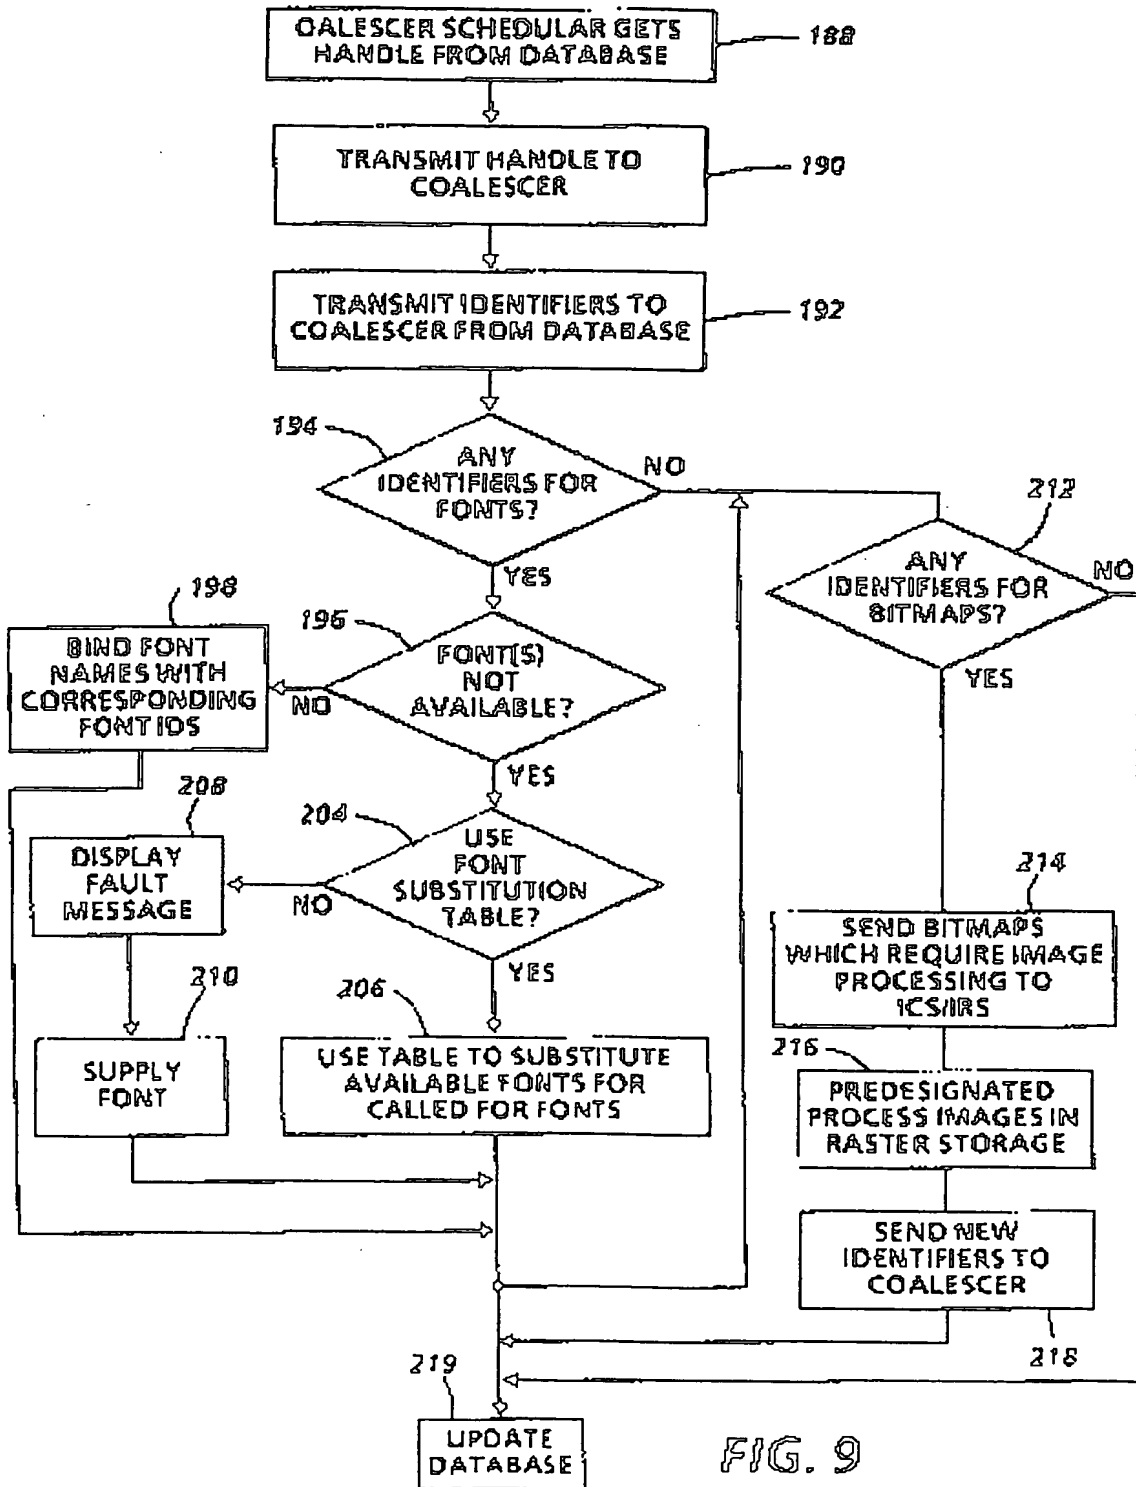 OALESCER SCHEDULAR GETS
HANDLE FROM DATABASE
188
TRANSMIT HANDLE TO
COALESCER
190
TRANSMIT IDENTIFIERS TO
COALESCER FROM DATABASE
192
194
ANY
IDENTIFIERS FOR
FONTS?
NO
YES
212
ANY
IDENTIFIERS FOR
BITMAPS?
NO
YES
198
BIND FONT
NAMES WITH
CORRESPONDING
FONT IDS
196
FONT(S)
NOT
AVAILABLE?
NO
YES
208
DISPLAY
FAULT
MESSAGE
204
USE
FONT
SUBSTITUTION
TABLE?
NO
YES
214
SEND BITMAPS
WHICH REQUIRE IMAGE
PROCESSING TO
ICS/IRS
210
SUPPLY
FONT
206
USE TABLE TO SUBSTITUTE
AVAILABLE FONTS FOR
CALLED FOR FONTS
216
PREDESIGNATED
PROCESS IMAGES IN
RASTER STORAGE
SEND NEW
IDENTIFIERS TO
COALESCER
218
219
UPDATE
DATABASE
FIG. 9